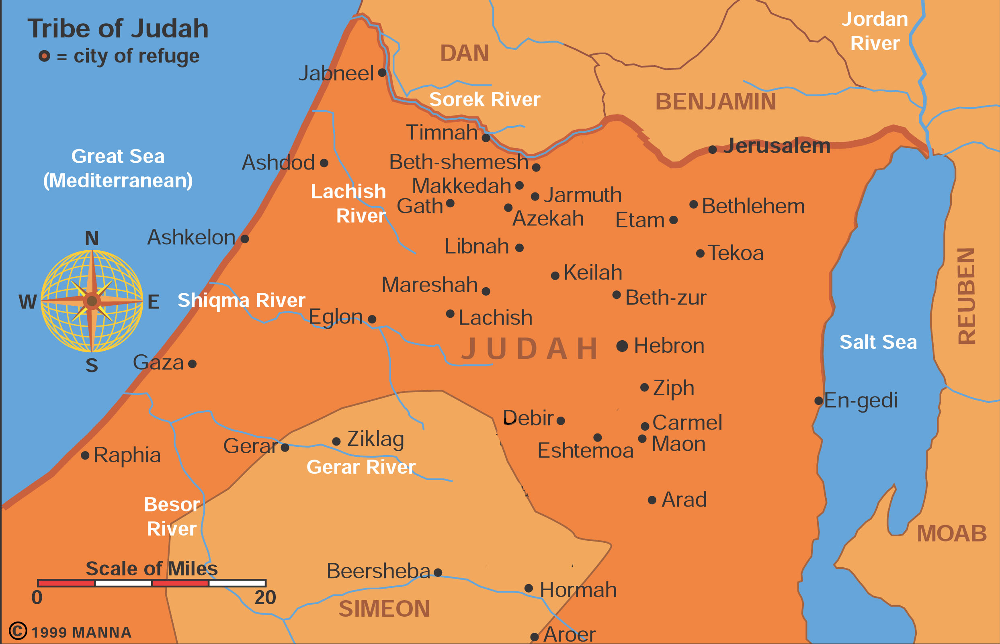 Tribe of Judah
= city of refuge
Jordan
River
DAN
Jabneel
Sorek River
BENJAMIN
Timnah
Jerusalem
Great Sea
(Mediterranean)
Ashdod
Beth-shemesh
Makkedah
Lachish
River
Jarmuth
Gath
Bethlehem
Azekah
Etam
Ashkelon
N
Libnah
Tekoa
REUBEN
Keilah
Mareshah
Beth-zur
W
E
Shiqma River
Eglon
Lachish
Salt Sea
JUDAH
Hebron
S
Gaza
Ziph
En-gedi
Debir
Carmel
Ziklag
Gerar
Maon
Eshtemoa
Raphia
Gerar River
Arad
Besor
River
MOAB
Scale of Miles
0 20
Beersheba
Hormah
SIMEON
© 1999 MANNA
Aroer